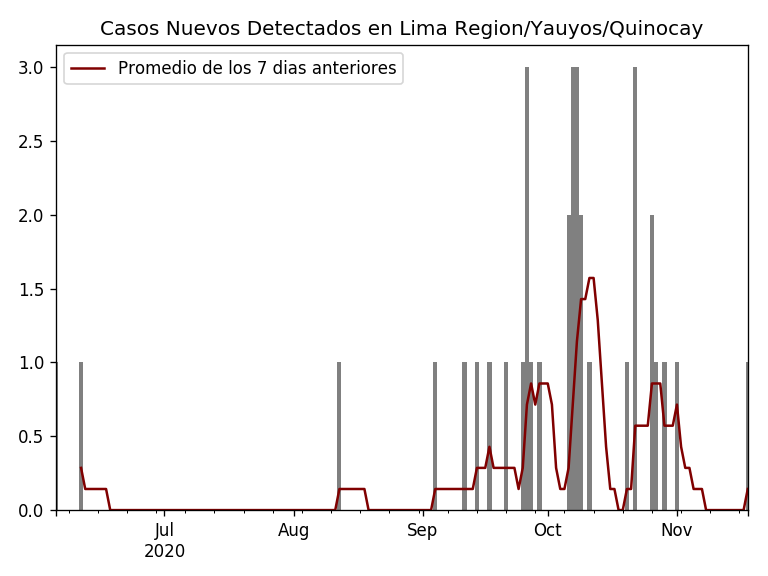 Casos Nuevos Detectados en Lima Region/Yauyos/Quinocay
Promedio de los 7 dias anteriores
3.0
2.5
2.0
1.5
1.0
0.5
0.0
Jul Aug Sep Oct Nov
2020